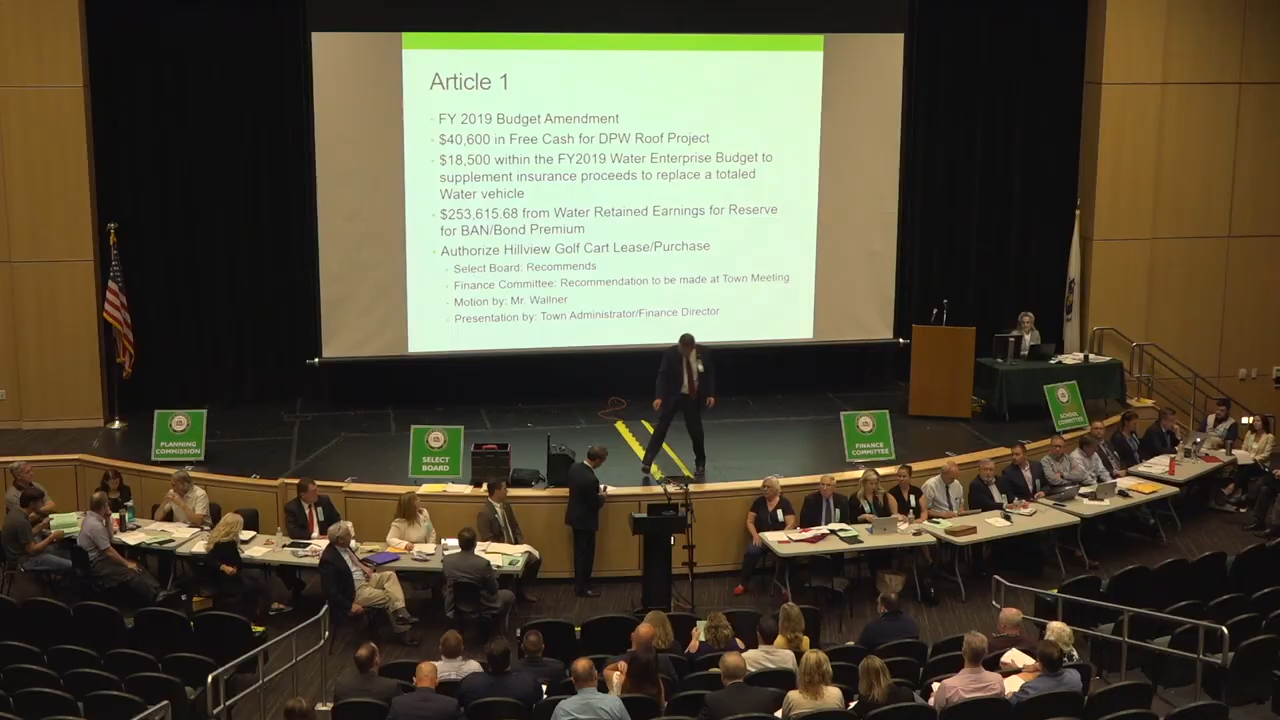 Article 1
FY 2019 Budget Amendment
$40,600 in Free Cash for DPW Roof Project
$18,500 within the FY2019 Water Enterprise Budget to
supplement insurance proceeds to replace a totaled
Water vehicle
$253,615.68 from Water Retained Earnings for Reserve
for BAN/Bond Premium
Authorize Hillview Golf Cart Lease/Purchase
Select Board: Recommends
Finance Committee: Recommendation to be made at Town Meeting
Motion by: Mr. Wallner
Presentation by: Town Administrator/Finance Director
PLANNING
COMMISSION
SELECT
BOARD
FINANCE
COMMITTEE
SCHOOL
COMMITTEE